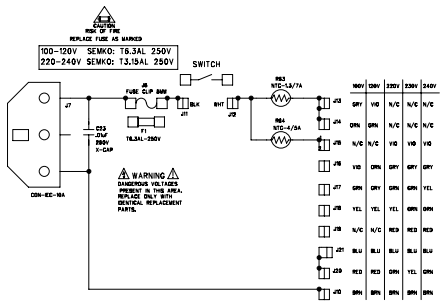 CAUTION
RISK OF FIRE
REPLACE FUSE AS MARKED
100-120V SEMKO: T6.3AL 250V
220-240V SEMKO: T3.15AL 250V
SWITCH
J7
J6
FUSE CLIP 5MM
J11
BLK
WHT
J12
R63
NTC-1.3/7A
R64
NTC-4/5A
F1
T6.3AL-250V
C23
.01uF
250V
X-CAP
CON-IEC-10A
WARNING
DANGEROUS VOLTAGES
PRESENT IN THIS AREA.
REPLACE ONLY WITH
IDENTICAL REPLACEMENT
PARTS.
100V 120V 220V 230V 240V
J13 GRY VIO N/C N/C N/C
J14 ORN GRN N/C N/C N/C
J15 N/C N/C VIO VIO VIO
J16 VIO ORN GRY GRY GRY
J17 GRN GRY GRN GRN YEL
J18 YEL YEL YEL ORN ORN
J19 N/C N/C RED RED RED
J21 BLU BLU BLU BLU BLU
J20 RED RED ORN YEL GRN
J10 BRN BRN BRN BRN BRN